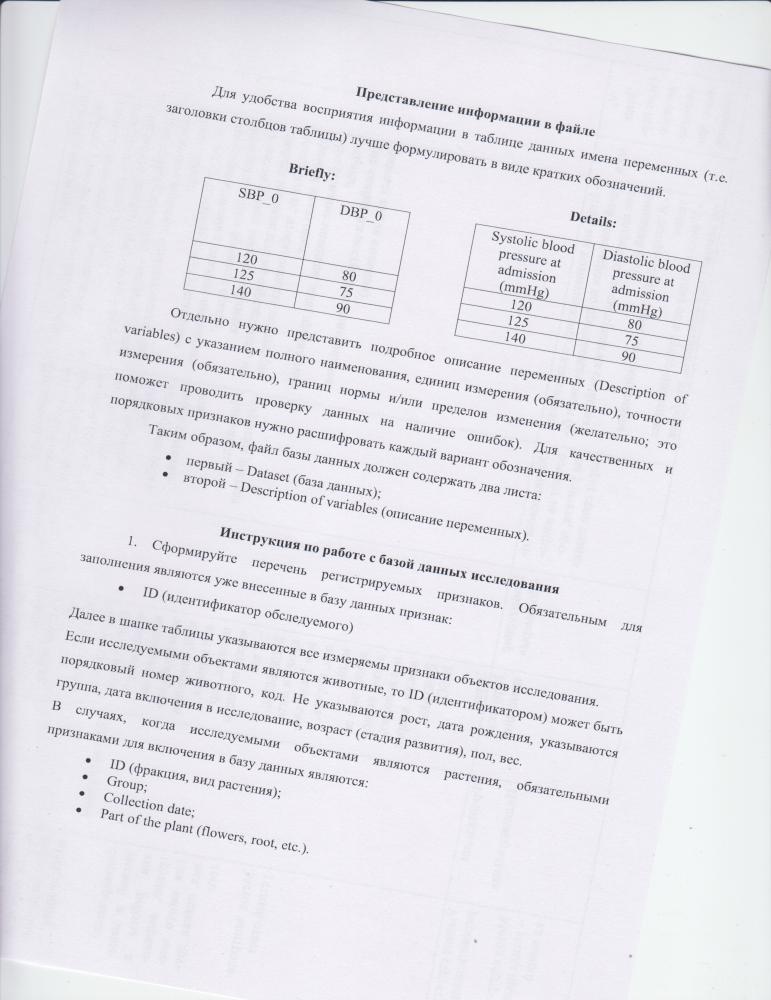 Представление информации в файле
Для удобства восприятия информации в таблице данных имена переменных (т.е.
заголовки столбцов таблицы) лучше формулировать в виде кратких обозначений.
Briefly:
SBP_0 DBP_0
120 80
125 75
140 90
Details:
Systolic blood
pressure at
admission
(mmHg)
Diastolic blood
pressure at
admission
(mmHg)
120 80
125 75
140 90
Отдельно нужно представить подробное описание переменных (Description of
variables) с указанием полного наименования, единиц измерения (обязательно), точности
измерения (обязательно), границ нормы и/или пределов изменения (желательно; это
поможет проводить проверку данных на наличие ошибок). Для качественных и
порядковых признаков нужно расшифровать каждый вариант обозначения.
Таким образом, файл базы данных должен содержать два листа:
• первый – Dataset (база данных);
• второй – Description of variables (описание переменных).
Инструкция по работе с базой данных исследования
1. Сформируйте перечень регистрируемых признаков. Обязательным для
заполнения являются уже внесенные в базу данных признак:
• ID (идентификатор обследуемого)
Далее в шапке таблицы указываются все измеряемы признаки объектов исследования.
Если исследуемыми объектами являются животные, то ID (идентификатором) может быть
порядковый номер животного, код. Не указываются рост, дата рождения, указываются
группа, дата включения в исследование, возраст (стадия развития), пол, вес.
В случаях, когда исследуемыми объектами являются растения, обязательными
признаками для включения в базу данных являются:
• ID (фракция, вид растения);
• Group;
• Collection date;
• Part of the plant (flowers, root, etc.).